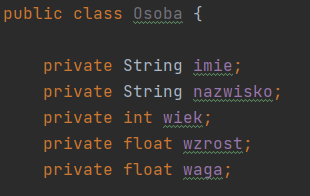 public class Osoba {
private String imie;
private String nazwisko;
private int wiek;
private float wzrost;
private float waga;